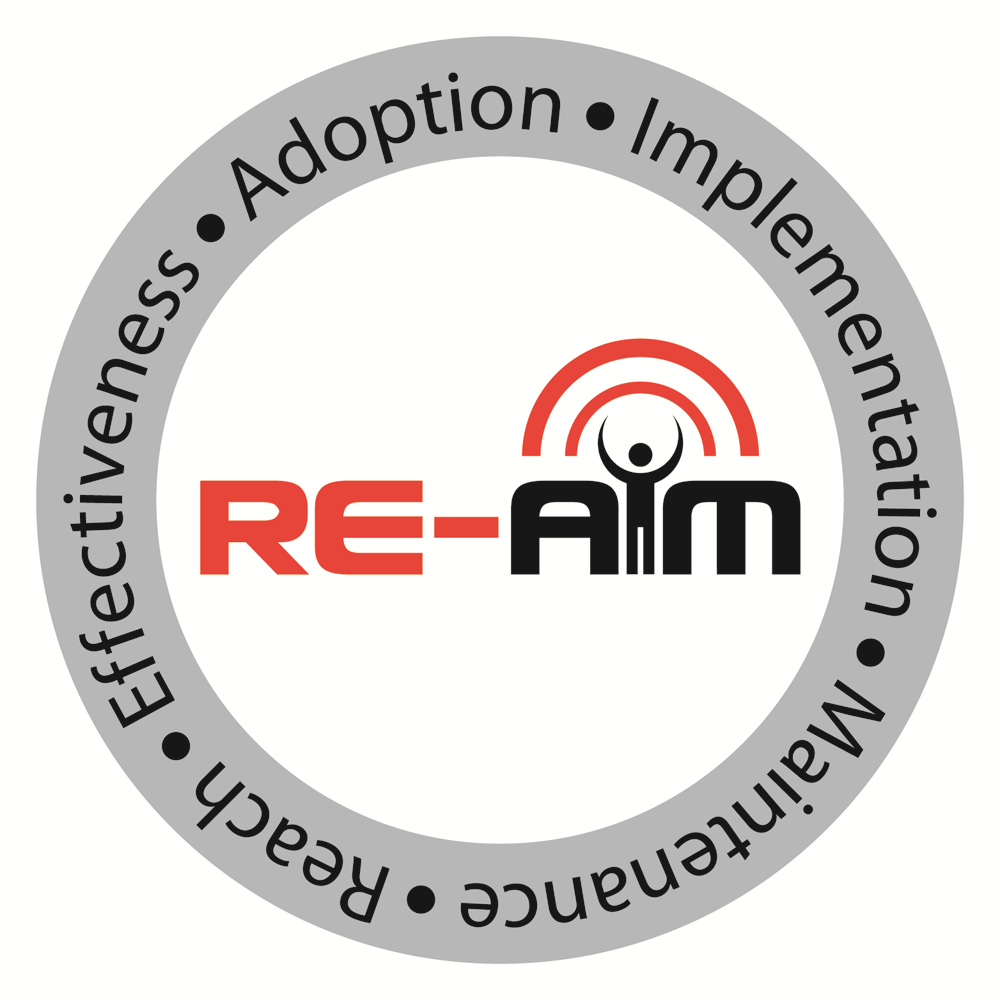 Reach • Effectiveness • Adoption • Implementation • Maintenance •
RE-AIM